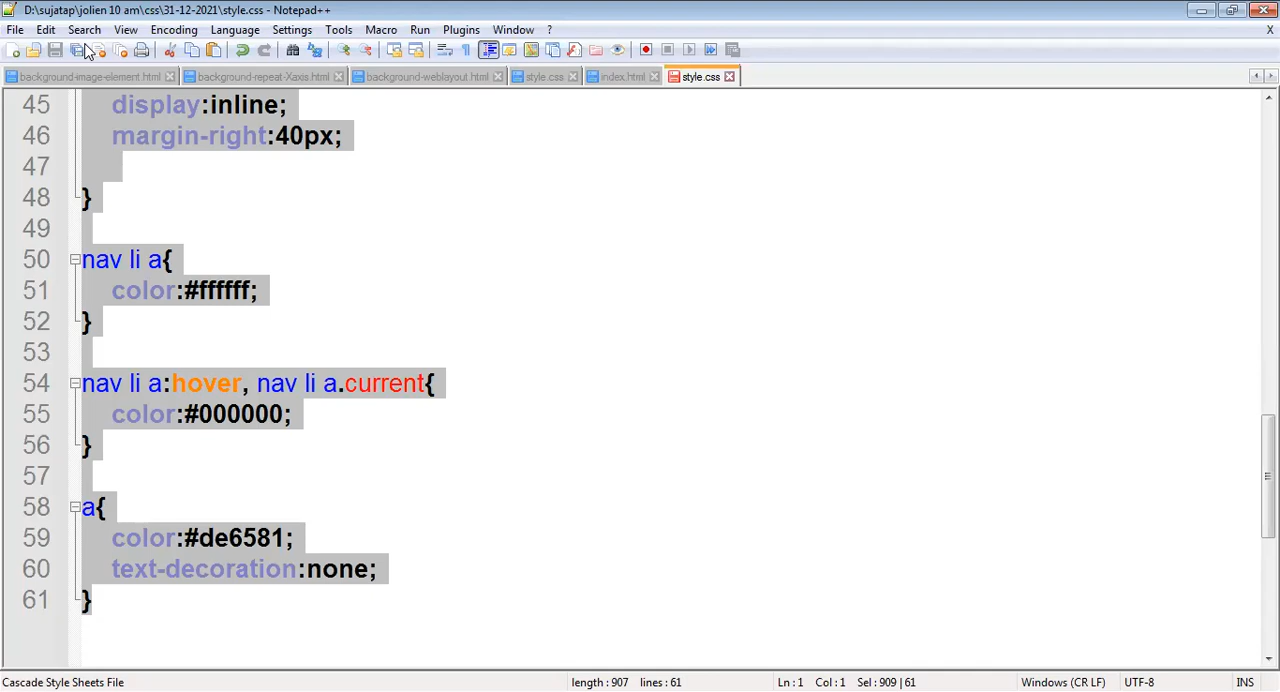 D:\sujatap\jolien 10 am\css\31-12-2021\style.css - Notepad++
File Edit Search View Encoding Language Settings Tools Macro Run Plugins Window ? X
background-image-element.html background-repeat-Xaxis.html background-weblayout.html style.css index.html style.css
45 display:inline;
46 margin-right:40px;
47
48 }
49
50 nav li a{
51 color:#ffffff;
52 }
53
54 nav li a:hover, nav li a.current{
55 color:#000000;
56 }
57
58 a{
59 color:#de6581;
60 text-decoration:none;
61 }
Cascade Style Sheets File length : 907 lines : 61 Ln : 1 Col : 1 Sel : 909 | 61 Windows (CR LF) UTF-8 INS